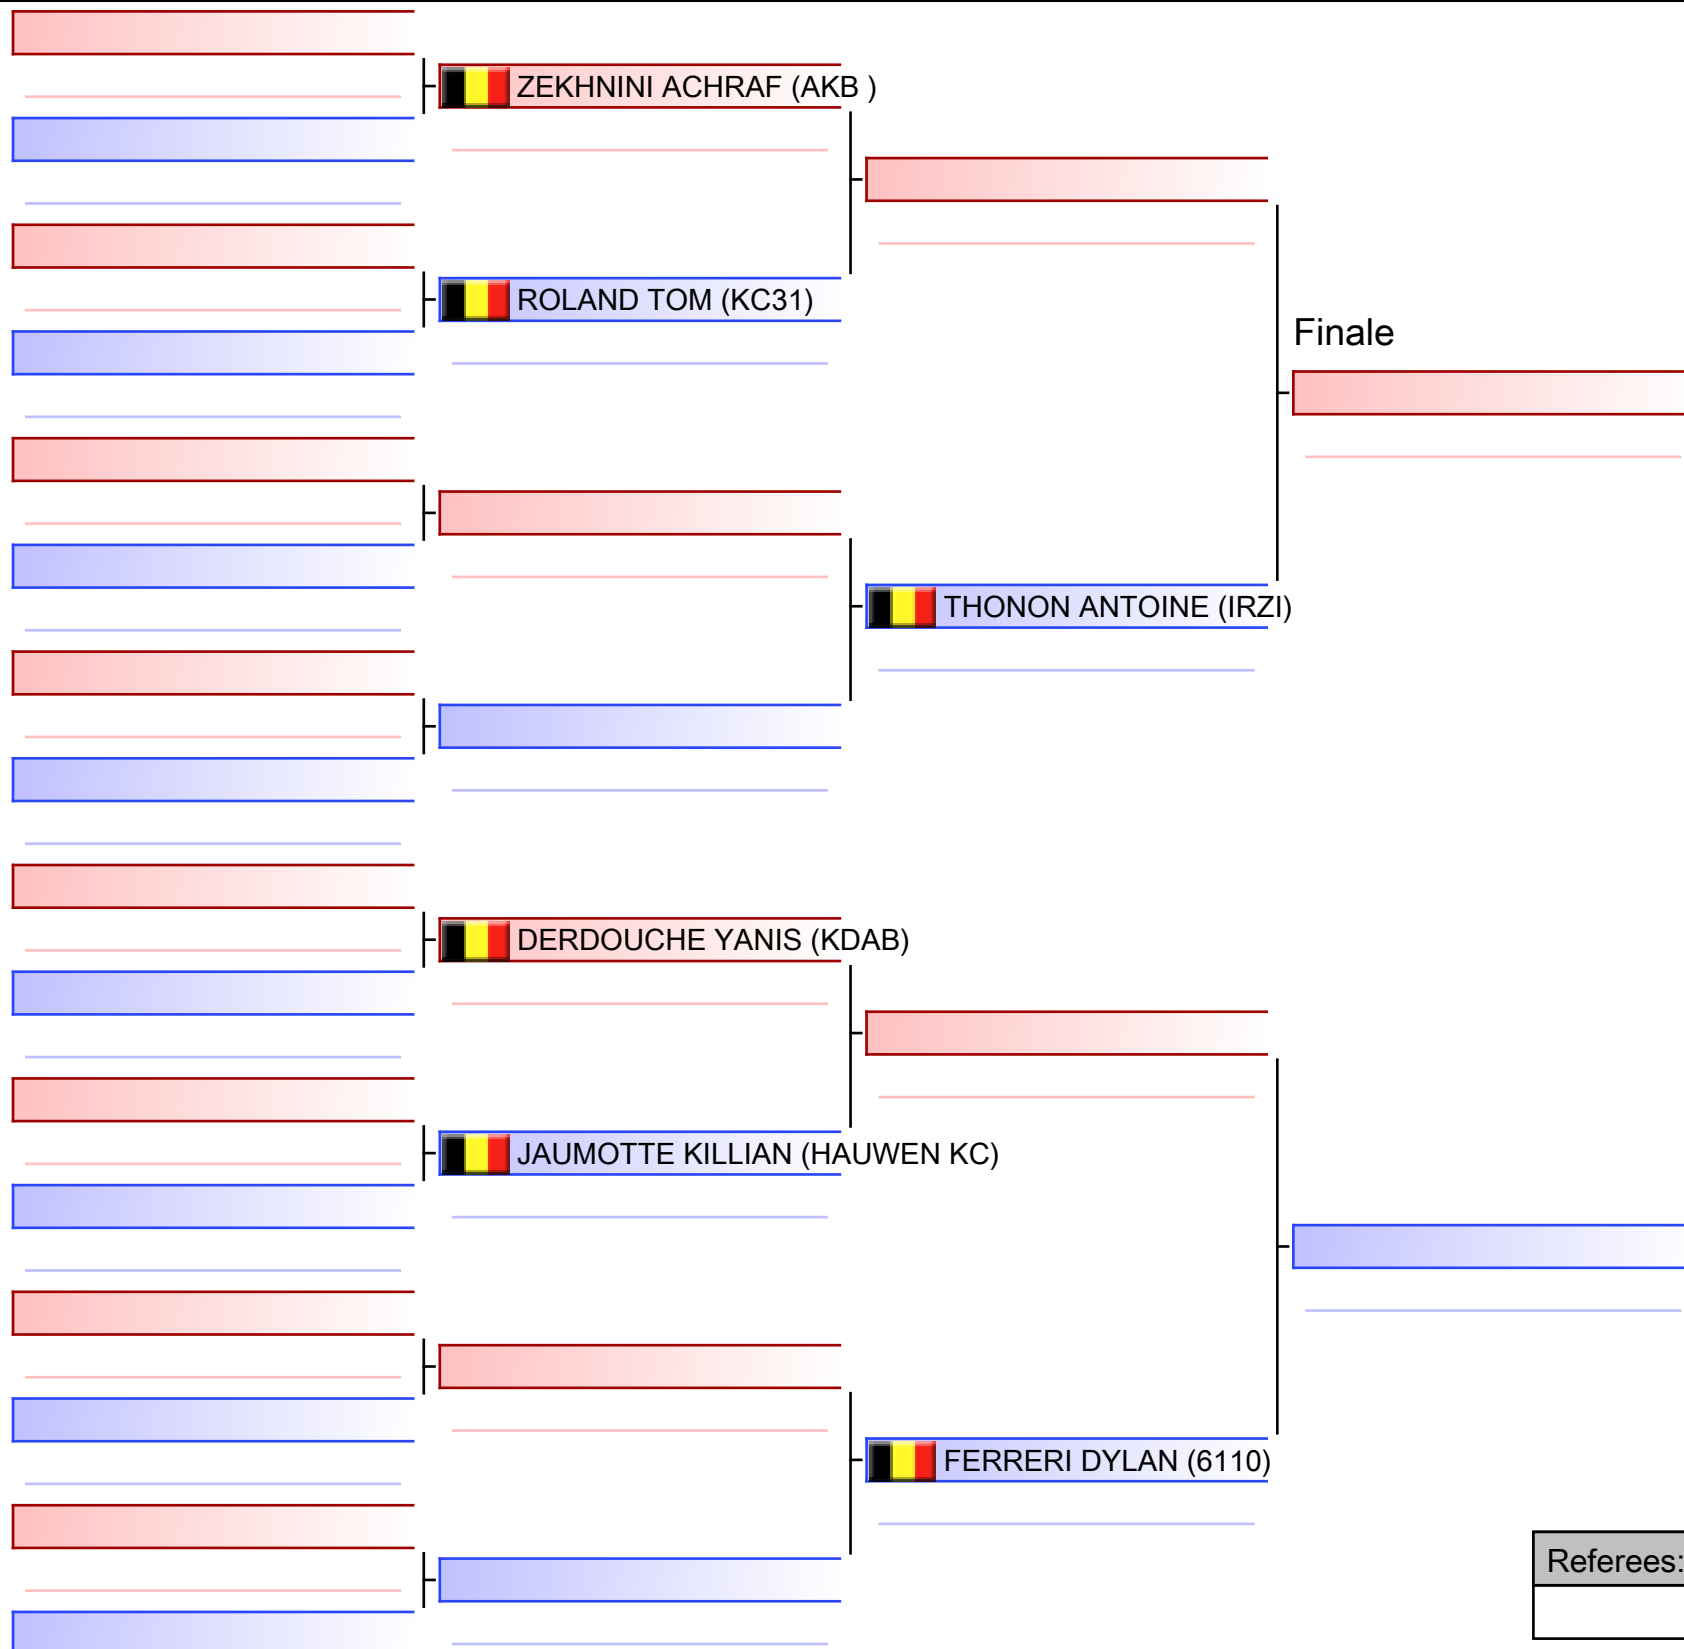 ZEKHNINI ACHRAF (AKB )
ROLAND TOM (KC31)
Finale
THONON ANTOINE (IRZI)
DERDOUCHE YANIS (KDAB)
JAUMOTTE KILLIAN (HAUWEN KC)
FERRERI DYLAN (6110)
Referees: